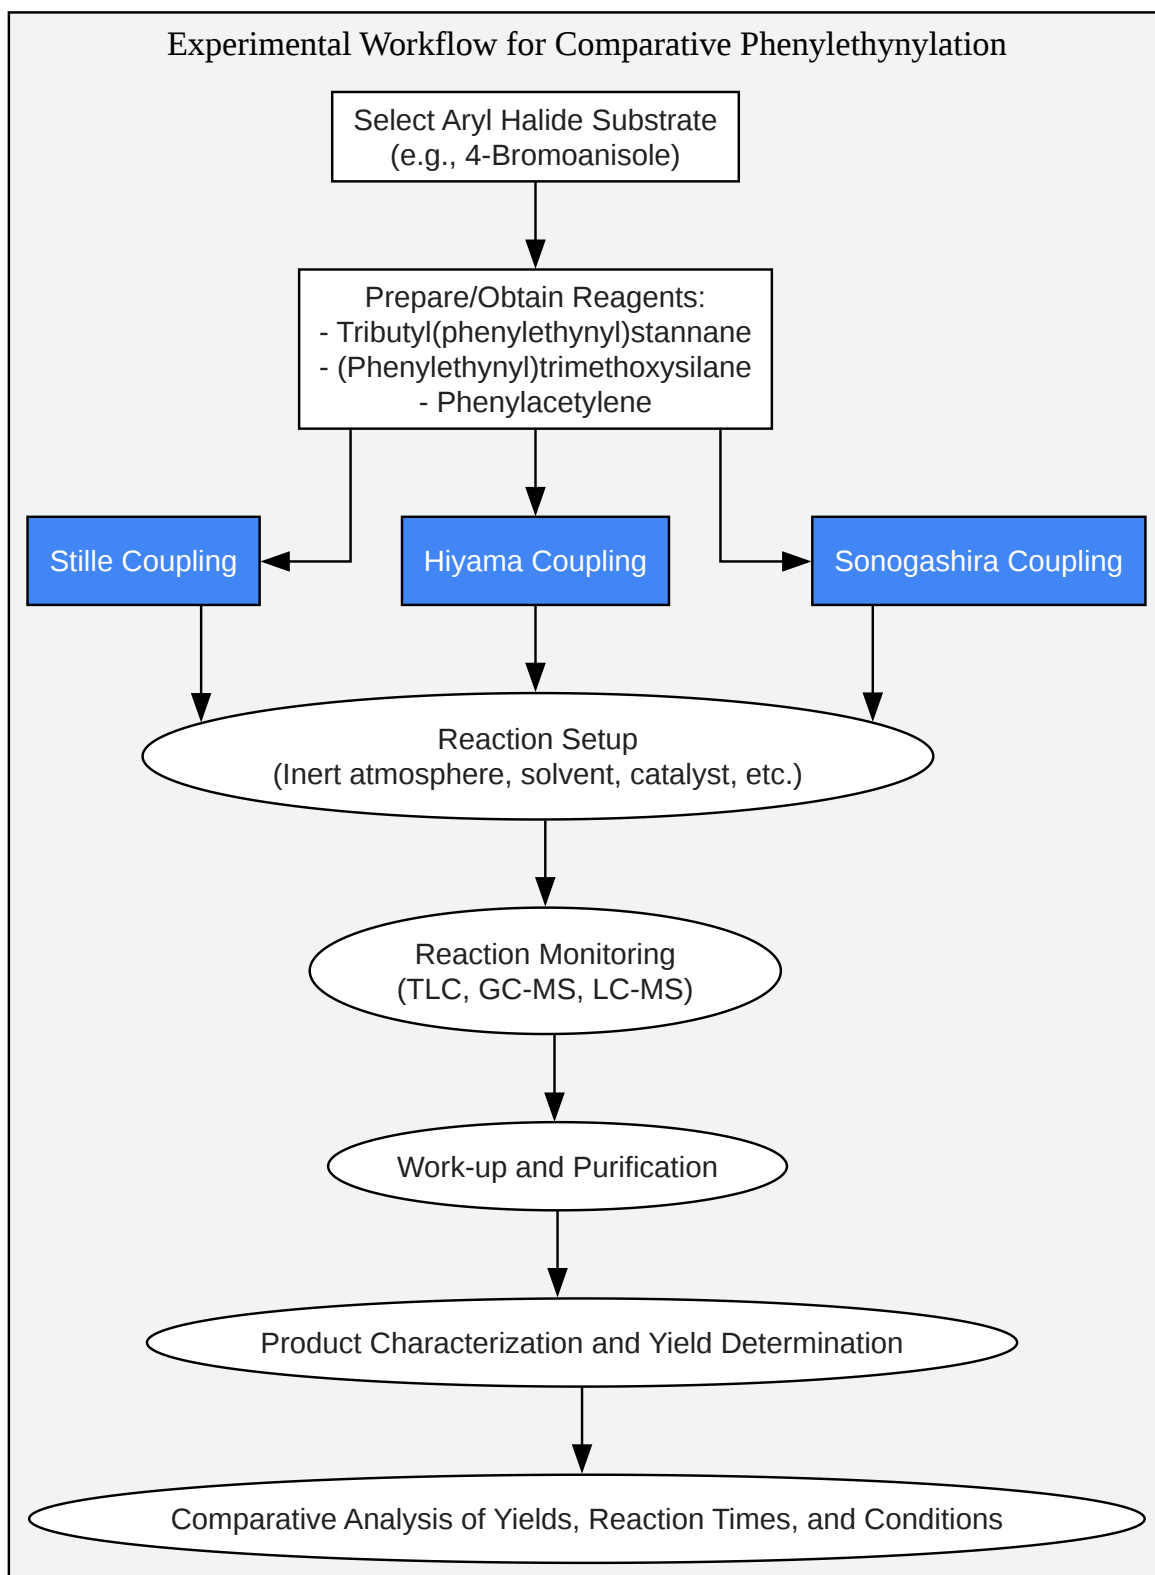 Experimental Workflow for Comparative Phenylethynylation
Select Aryl Halide Substrate
(e.g., 4-Bromoanisole)
Prepare/Obtain Reagents:
- Tributyl(phenylethynyl)stannane
- (Phenylethynyl)trimethoxysilane
- Phenylacetylene
Stille Coupling
Hiyama Coupling
Sonogashira Coupling
Reaction Setup
(Inert atmosphere, solvent, catalyst, etc.)
Reaction Monitoring
(TLC, GC-MS, LC-MS)
Work-up and Purification
Product Characterization and Yield Determination
Comparative Analysis of Yields, Reaction Times, and Conditions